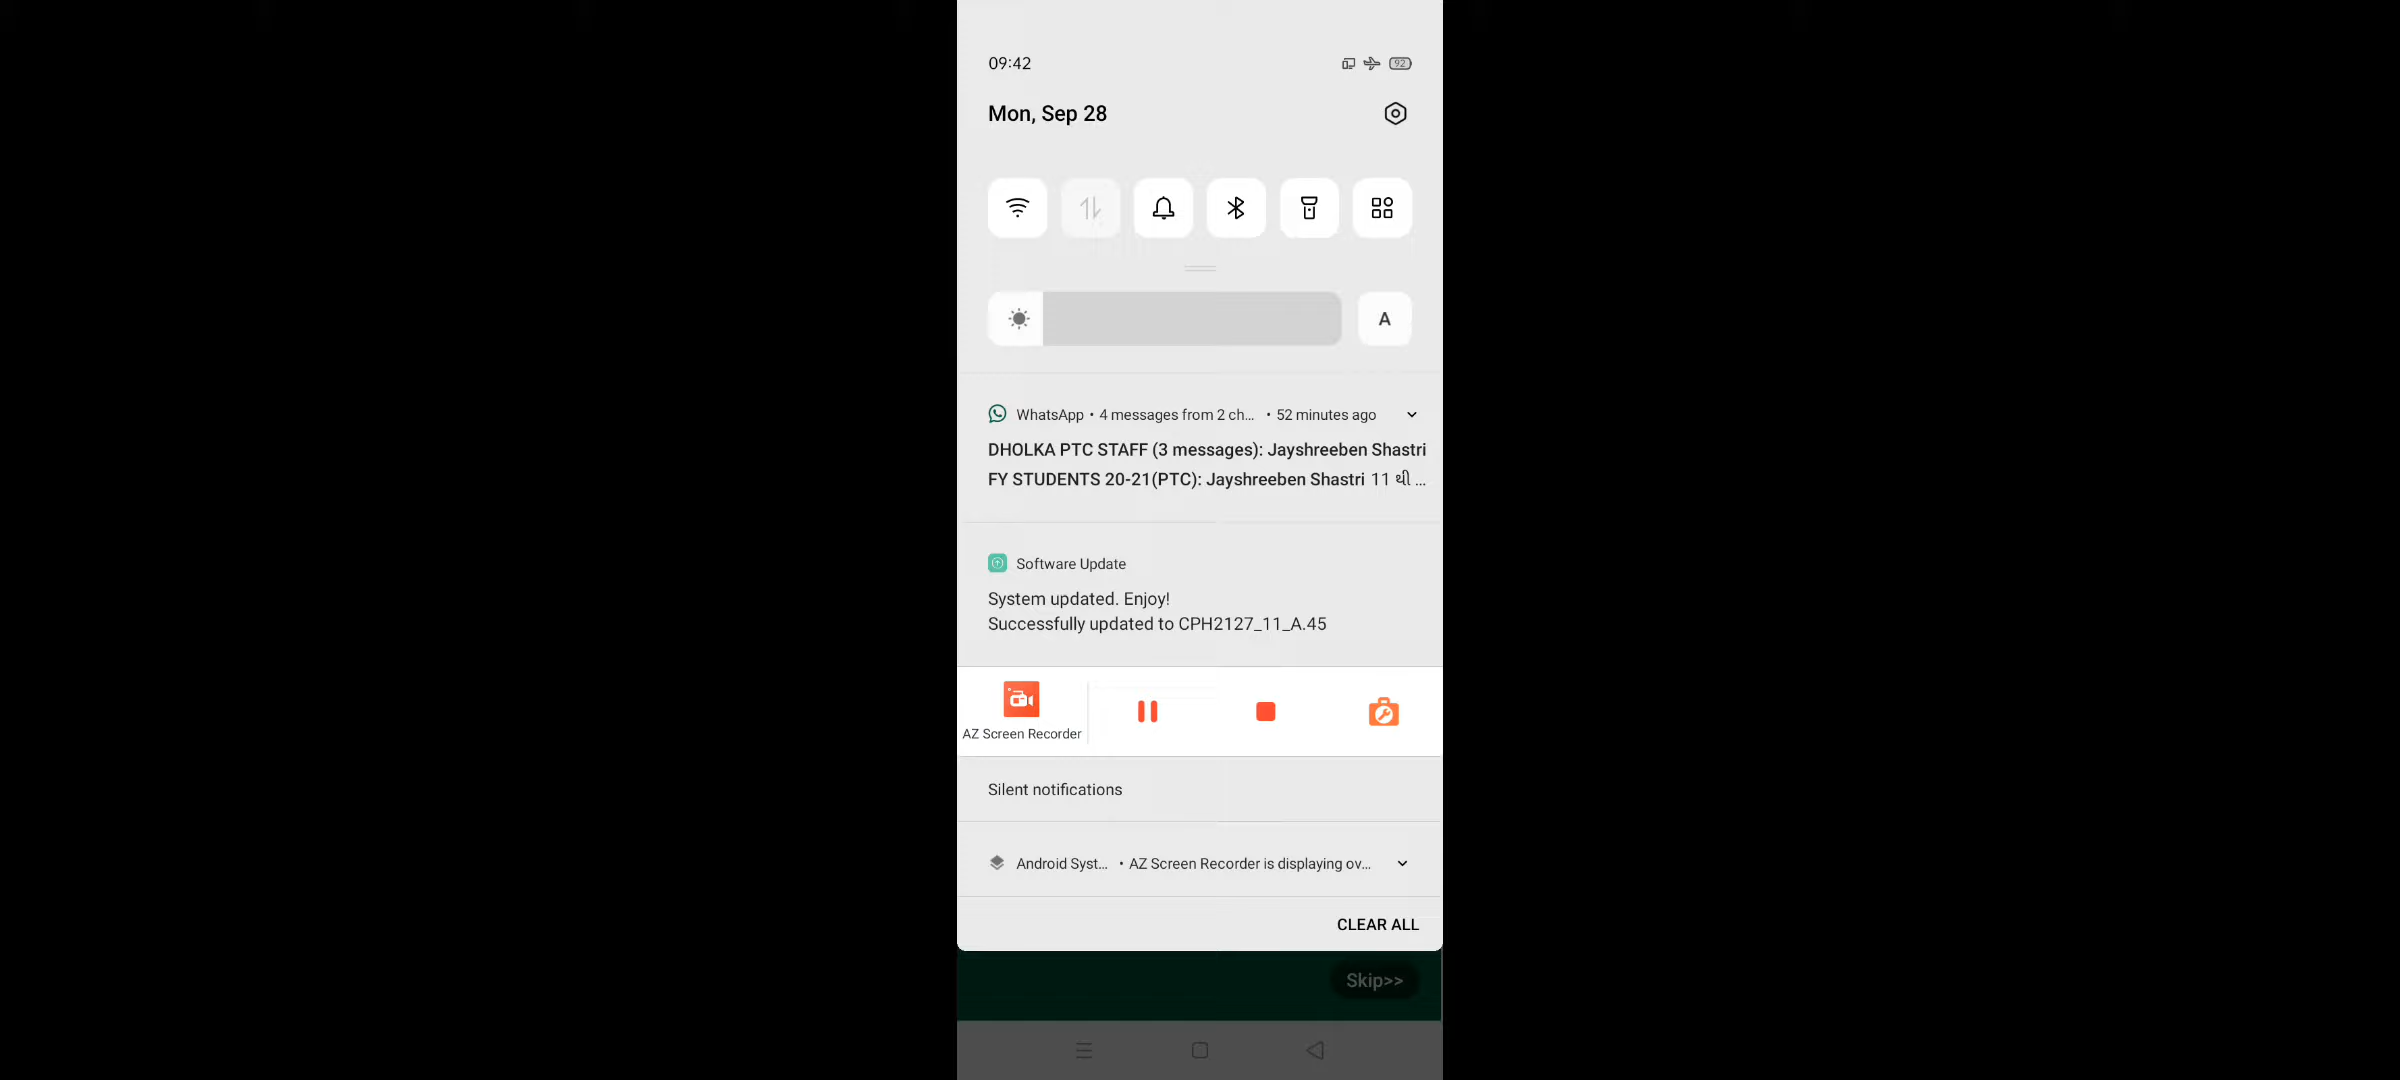 09:42
92
Mon, Sep 28
A
WhatsApp • 4 messages from 2 ch... • 52 minutes ago
DHOLKA PTC STAFF (3 messages): Jayshreeben Shastri
FY STUDENTS 20-21(PTC): Jayshreeben Shastri 11 થી ...
Software Update
System updated. Enjoy!
Successfully updated to CPH2127_11_A.45
AZ Screen Recorder
Silent notifications
Android Syst... • AZ Screen Recorder is displaying ov...
CLEAR ALL
Skip>>